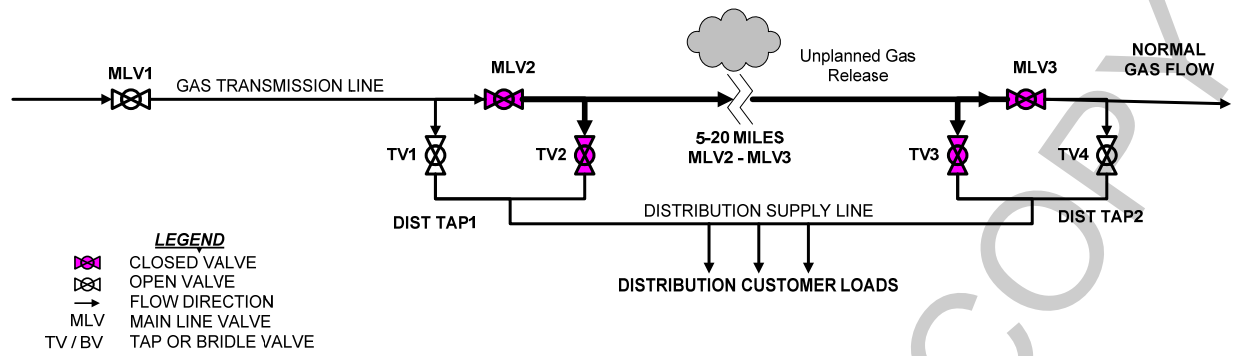 NORMAL
GAS FLOW
Unplanned Gas
Release
MLV1
GAS TRANSMISSION LINE
MLV2
MLV3
5-20 MILES
MLV2 - MLV3
TV1
TV2
TV3
TV4
DIST TAP1
DISTRIBUTION SUPPLY LINE
DIST TAP2
DISTRIBUTION CUSTOMER LOADS
LEGEND
CLOSED VALVE
OPEN VALVE
FLOW DIRECTION
MLV MAIN LINE VALVE
TV / BV TAP OR BRIDLE VALVE
COPY